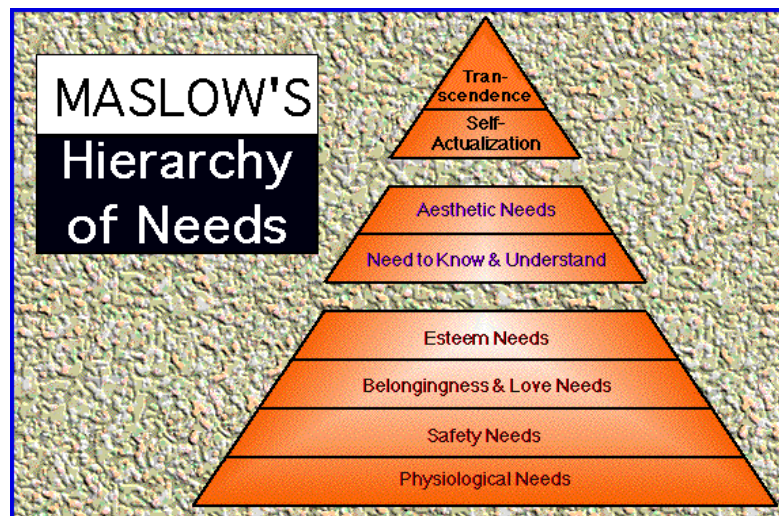 MASLOW'S
Hierarchy
of Needs
Tran-
scendence
Self-
Actualization
Aesthetic Needs
Need to Know & Understand
Esteem Needs
Belongingness & Love Needs
Safety Needs
Physiological Needs